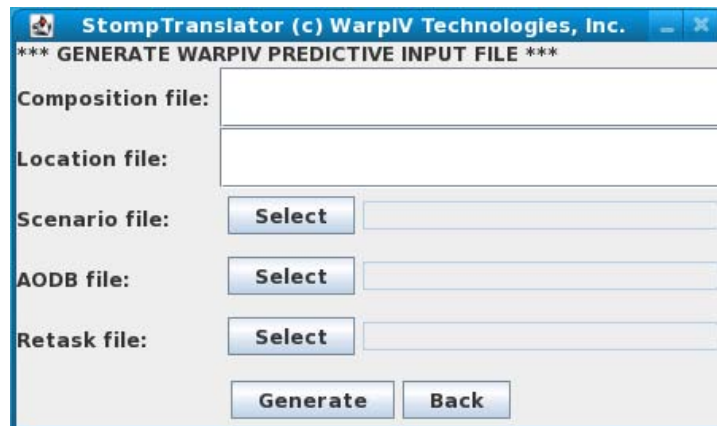 StompTranslator (c) WarpIV Technologies, Inc.
*** GENERATE WARPIV PREDICTIVE INPUT FILE ***
Composition file:
Location file:
Scenario file: Select
AODB file: Select
Retask file: Select
Generate Back